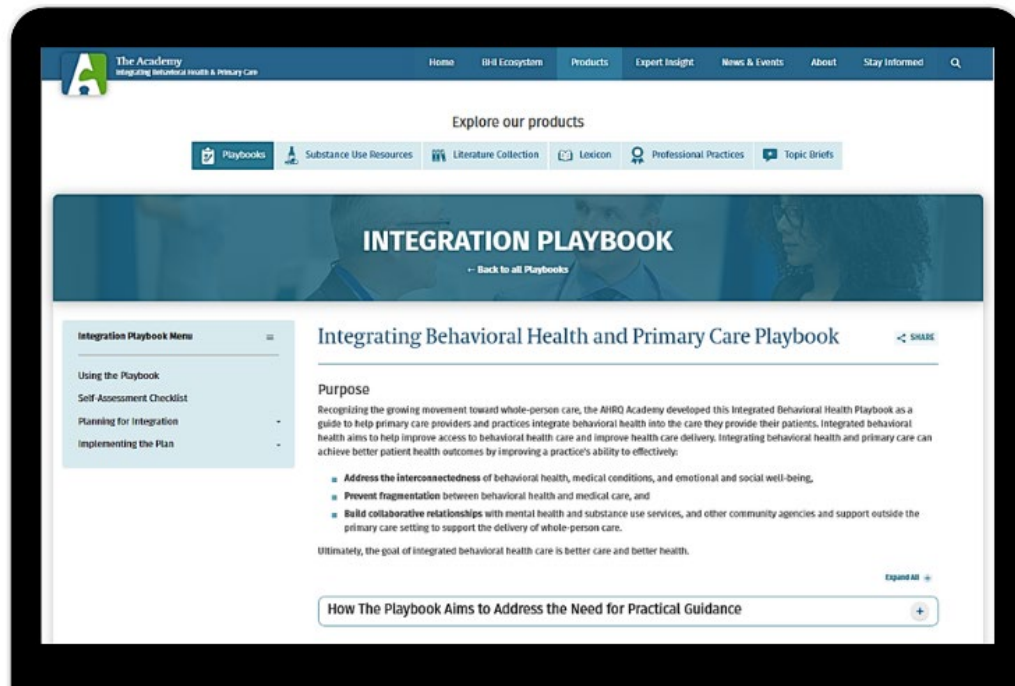 The Academy
Integrating Behavioral Health & Primary Care
Home BHI Ecosystem Products Expert Insight News & Events About Stay Informed
Explore our products
Playbooks Substance Use Resources Literature Collection Lexicon Professional Practices Topic Briefs
INTEGRATION PLAYBOOK
← Back to all Playbooks
Integration Playbook Menu
Using the Playbook
Self-Assessment Checklist
Planning for Integration
Implementing the Plan
Integrating Behavioral Health and Primary Care Playbook
SHARE
Purpose
Recognizing the growing movement toward whole-person care, the AHRQ Academy developed this Integrated Behavioral Health Playbook as a
guide to help primary care providers and practices integrate behavioral health into the care they provide their patients. Integrated behavioral
health aims to help improve access to behavioral health care and improve health care delivery. Integrating behavioral health and primary care can
achieve better patient health outcomes by improving a practice's ability to effectively:
Address the interconnectedness of behavioral health, medical conditions, and emotional and social well-being,
Prevent fragmentation between behavioral health and medical care, and
Build collaborative relationships with mental health and substance use services, and other community agencies and support outside the
primary care setting to support the delivery of whole-person care.
Ultimately, the goal of integrated behavioral health care is better care and better health.
Expand All +
How The Playbook Aims to Address the Need for Practical Guidance
+